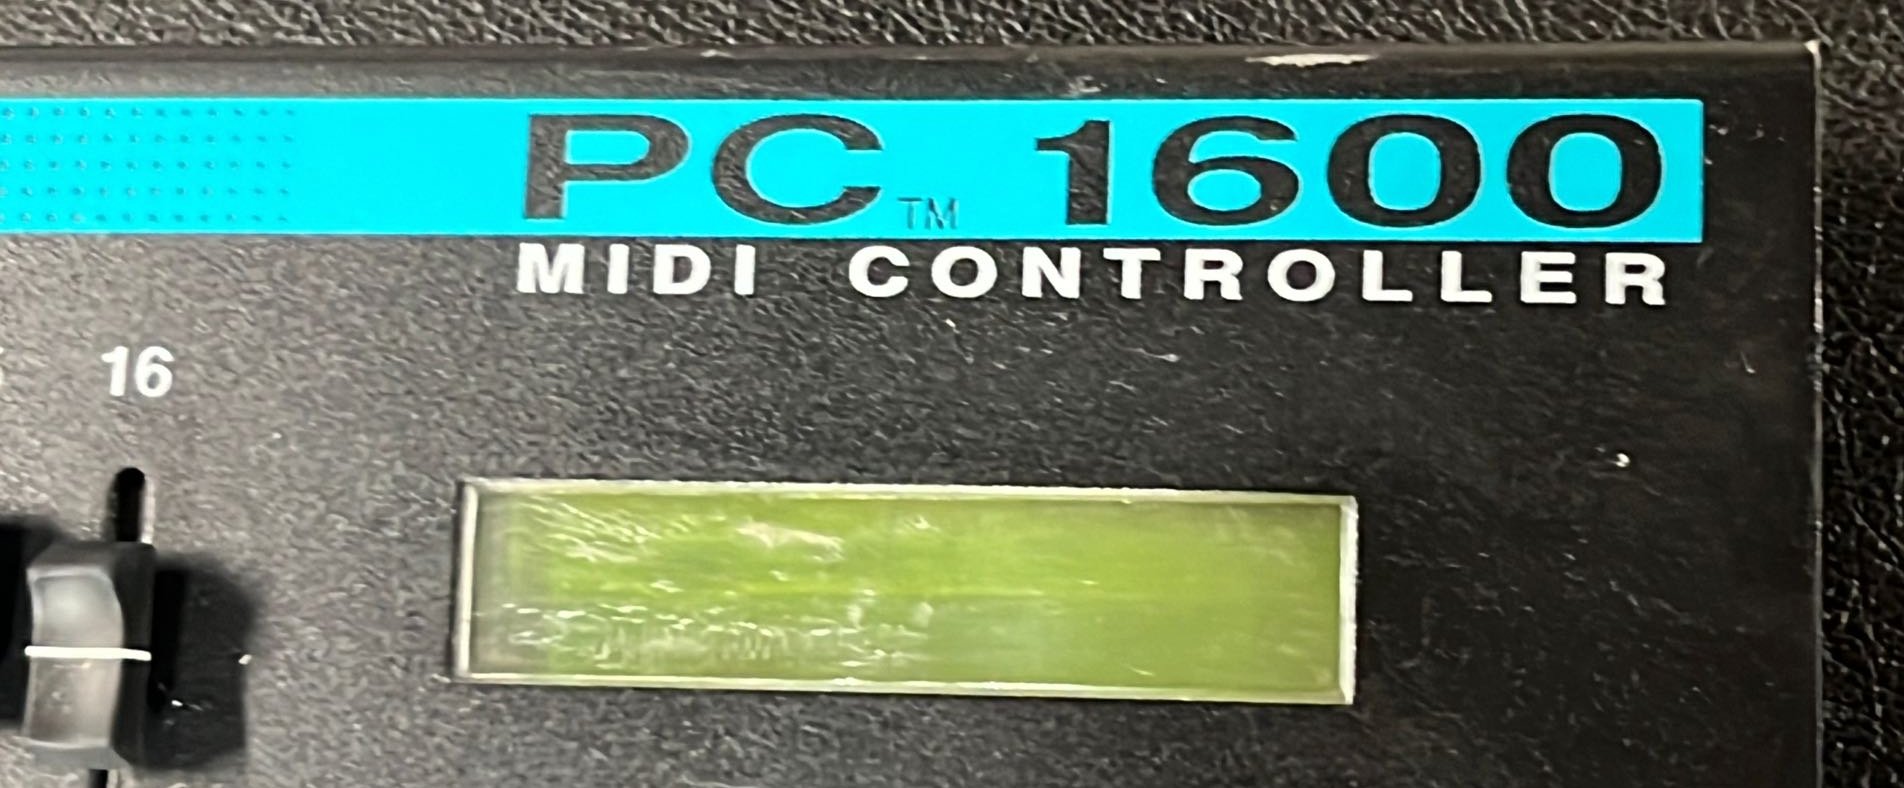 PC™ 1600
MIDI CONTROLLER
16